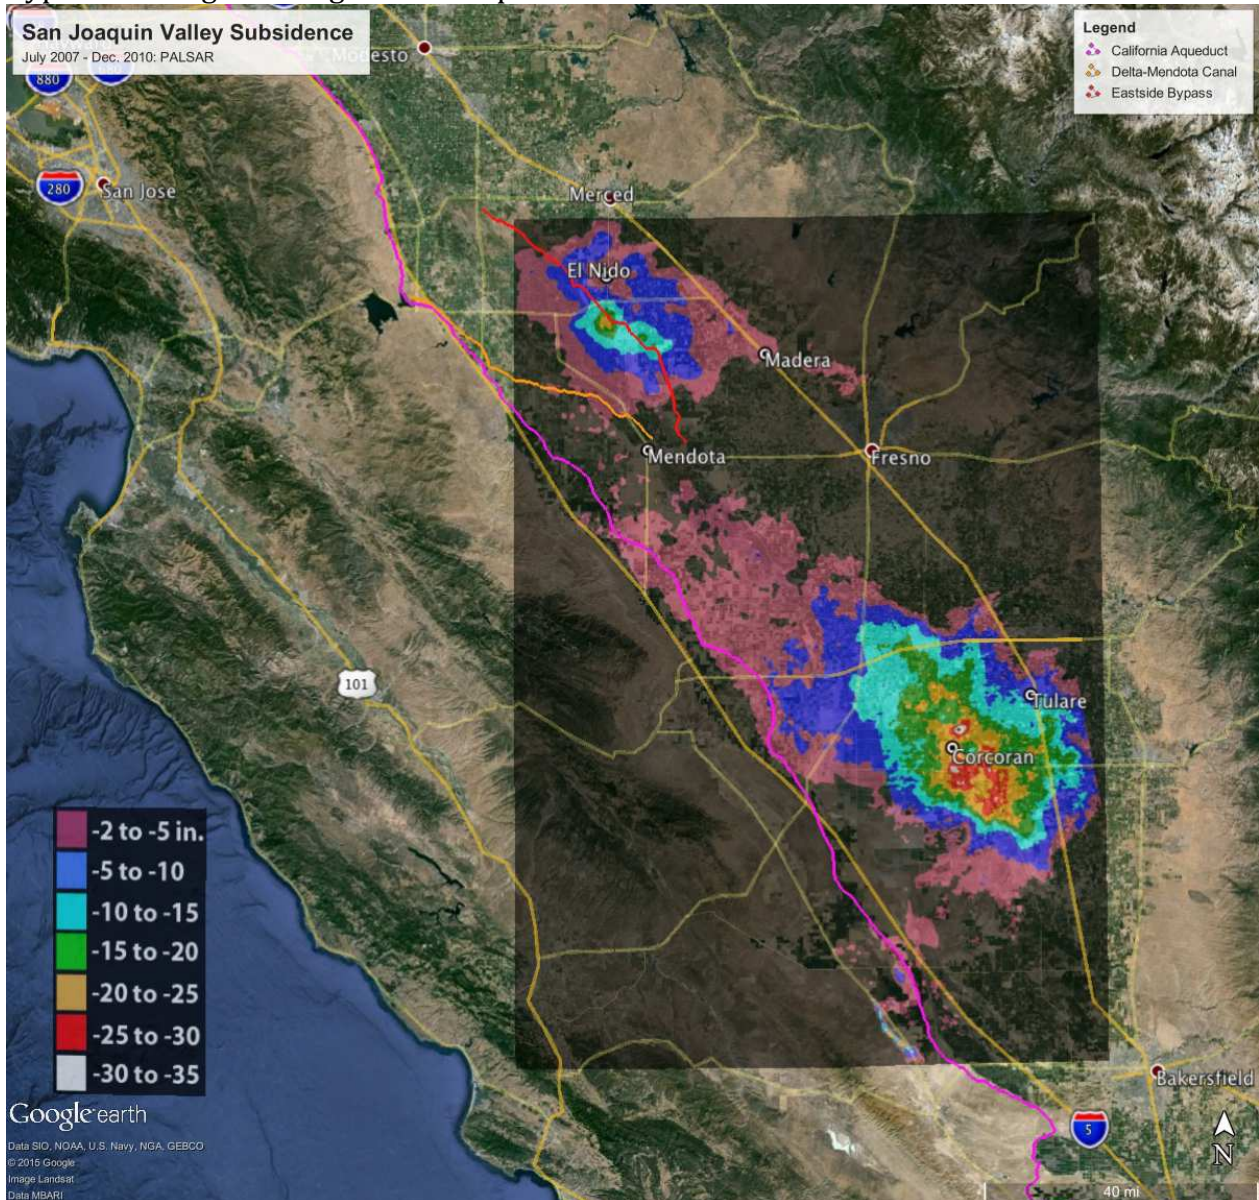 San Joaquin Valley Subsidence
July 2007 - Dec. 2010: PALSAR
Legend
California Aqueduct
Delta-Mendota Canal
Eastside Bypass
Modesto
880
280
San Jose
Merced
El Nido
Madera
Mendota
Fresno
101
Tulare
Corcoran
-2 to -5 in.
-5 to -10
-10 to -15
-15 to -20
-20 to -25
-25 to -30
-30 to -35
Google earth
Data SIO, NOAA, U.S. Navy, NGA, GEBCO
© 2015 Google
Image Landsat
Data MBARI
Bakersfield
5
N
40 mi